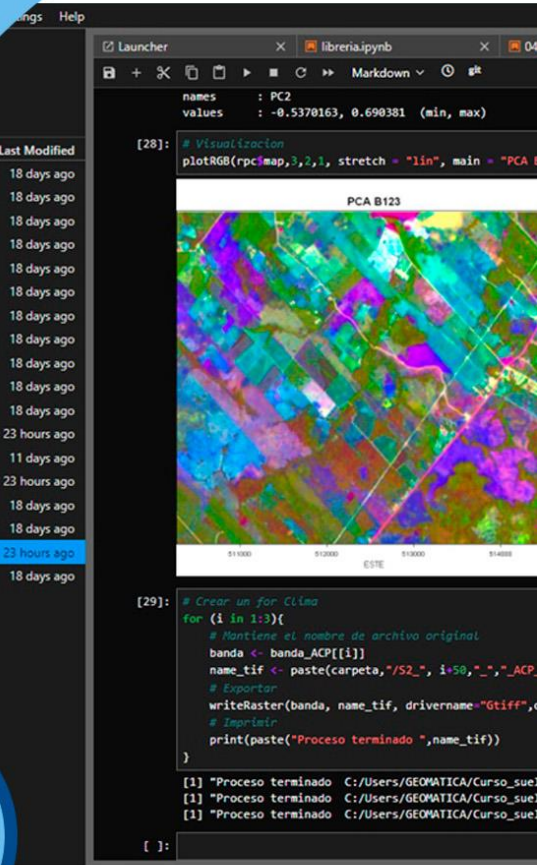 ings Help
Launcher
libreria.ipynb
04
Markdown
git
names : PC2
values : -0.5370163, 0.690381 (min, max)
[28]:
# Visualizacion
plotRGB(rpc$map,3,2,1, stretch = "lin", main = "PCA B
PCA B123
511000 512000 513000 514000
ESTE
Last Modified
18 days ago
18 days ago
18 days ago
18 days ago
18 days ago
18 days ago
18 days ago
18 days ago
18 days ago
18 days ago
18 days ago
23 hours ago
11 days ago
23 hours ago
18 days ago
18 days ago
23 hours ago
18 days ago
[29]:
# Crear un for Clima
for (i in 1:3){
# Mantiene el nombre de archivo original
banda <- banda_ACP[[i]]
name_tif <- paste(carpeta,"/S2_", i+50,"_","_ACP_
# Exportar
writeRaster(banda, name_tif, drivername="Gtiff",
# Imprimir
print(paste("Proceso terminado ",name_tif))
}
[1] "Proceso terminado C:/Users/GEOMATICA/Curso_suel
[1] "Proceso terminado C:/Users/GEOMATICA/Curso_suel
[1] "Proceso terminado C:/Users/GEOMATICA/Curso_suel
[ ]: